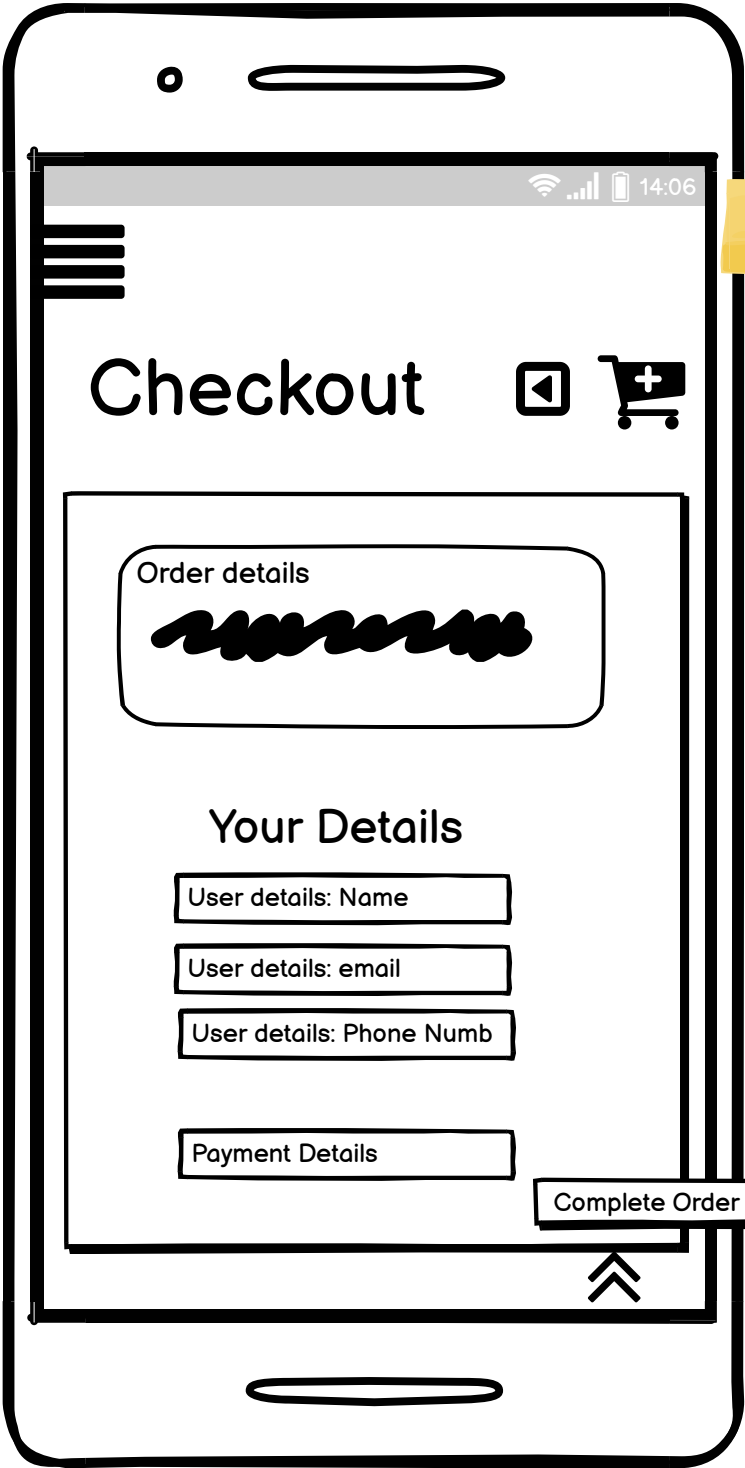 14:06
Checkout
Order details
Your Details
User details: Name
User details: email
User details: Phone Numb
Payment Details
Complete Order